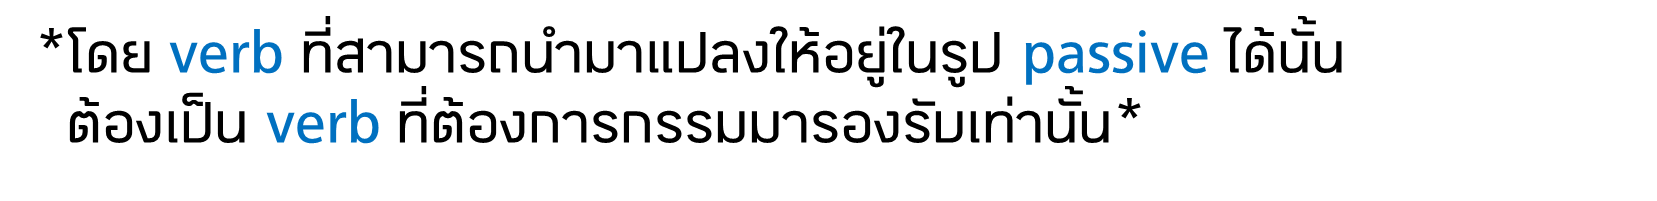 *โดย verb ที่สามารถนำมาแปลงให้อยู่ในรูป passive ได้นั้น
ต้องเป็น verb ที่ต้องการกรรมมารองรับเท่านั้น*